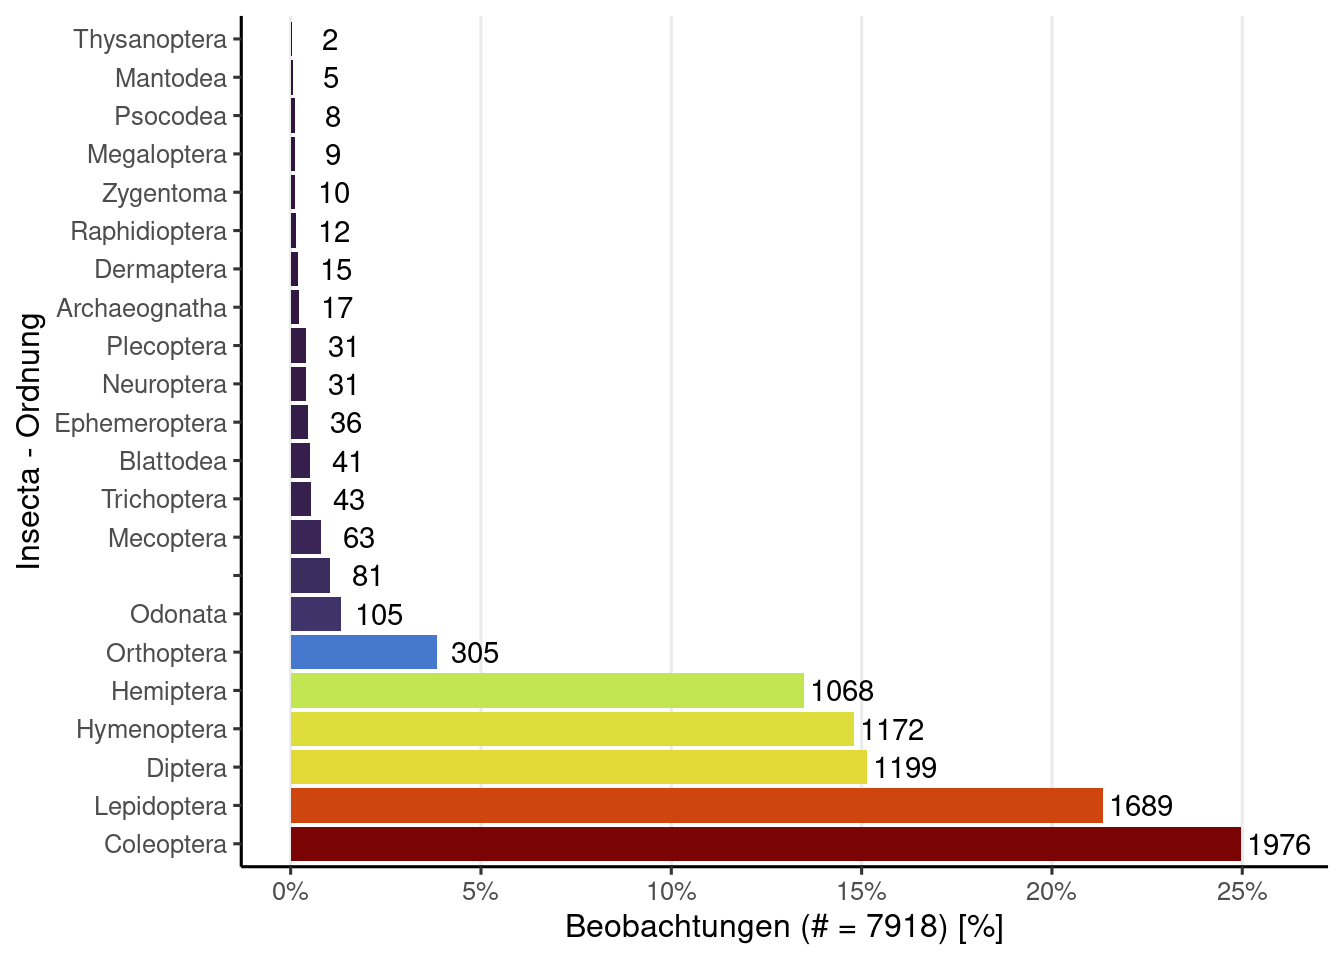 Insecta - Ordnung
Thysanoptera 2
Mantodea 5
Psocodea 8
Megaloptera 9
Zygentoma 10
Raphidioptera 12
Dermaptera 15
Archaeognatha 17
Plecoptera 31
Neuroptera 31
Ephemeroptera 36
Blattodea 41
Trichoptera 43
Mecoptera 63
81
Odonata 105
Orthoptera 305
Hemiptera 1068
Hymenoptera 1172
Diptera 1199
Lepidoptera 1689
Coleoptera 1976
0% 5% 10% 15% 20% 25%
Beobachtungen (# = 7918) [%]